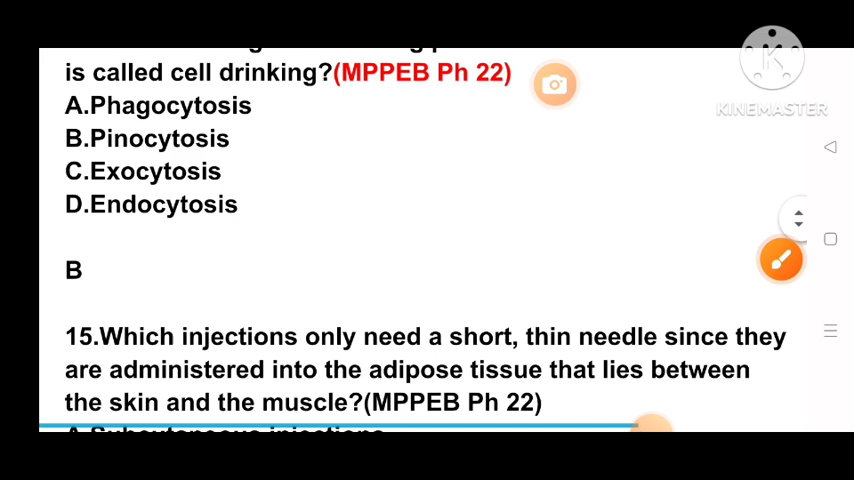 is called cell drinking?(MPPEB Ph 22)
A.Phagocytosis
B.Pinocytosis
C.Exocytosis
D.Endocytosis
B
15.Which injections only need a short, thin needle since they
are administered into the adipose tissue that lies between
the skin and the muscle?(MPPEB Ph 22)
A.Subcutaneous injections
K
KINEMASTER